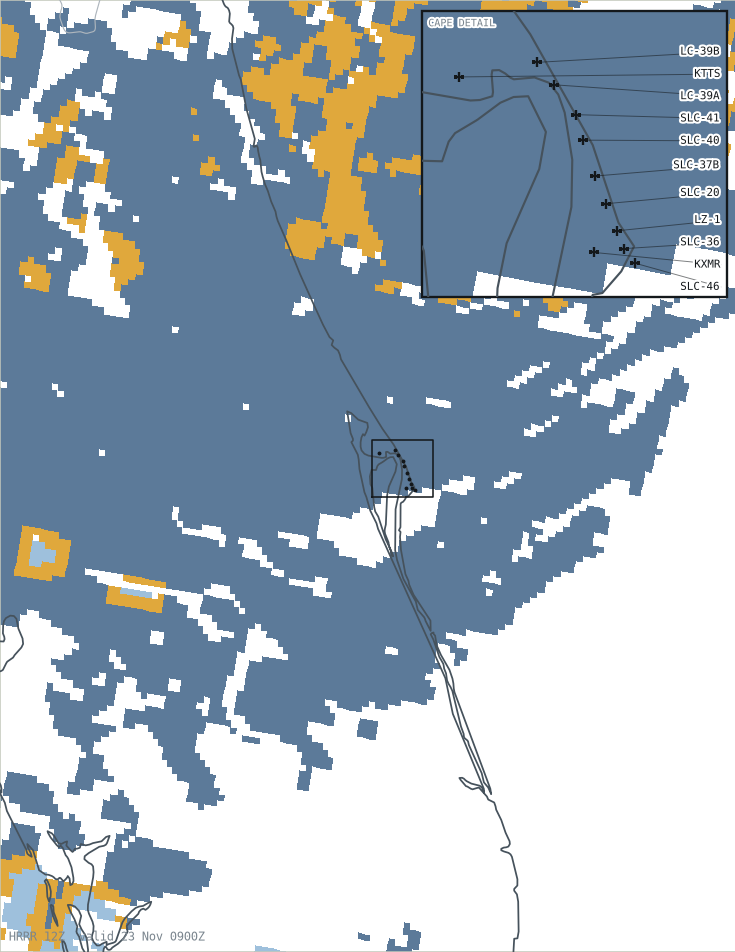 CAPE DETAIL
LC-39B
KTTS
LC-39A
SLC-41
SLC-40
SLC-37B
SLC-20
LZ-1
SLC-36
KXMR
SLC-46
HRRR 12Z valid 23 Nov 0900Z